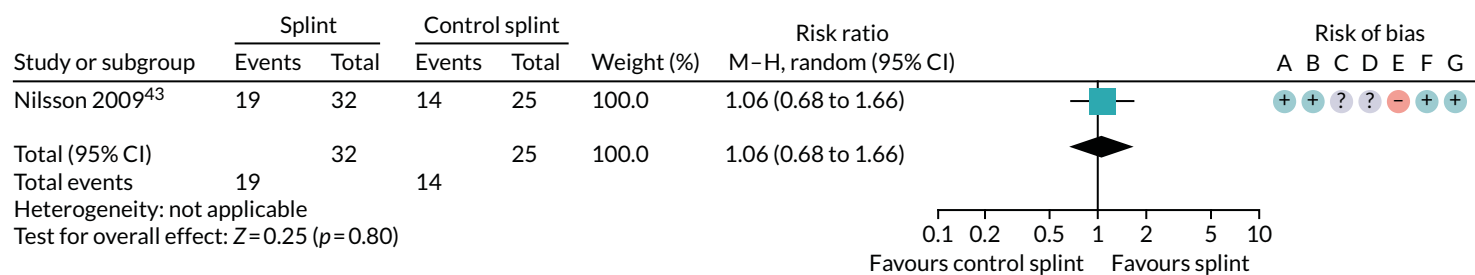 Splint Control splint Risk ratio Risk of bias
Study or subgroup Events Total Events Total Weight (%) M–H, random (95% CI) A B C D E F G
Nilsson 2009⁴³ 19 32 14 25 100.0 1.06 (0.68 to 1.66) + + ? ? – + +
Total (95% CI) 32 25 100.0 1.06 (0.68 to 1.66)
Total events 19 14
Heterogeneity: not applicable
Test for overall effect: Z=0.25 (p=0.80)
0.1 0.2 0.5 1 2 5 10
Favours control splint Favours splint